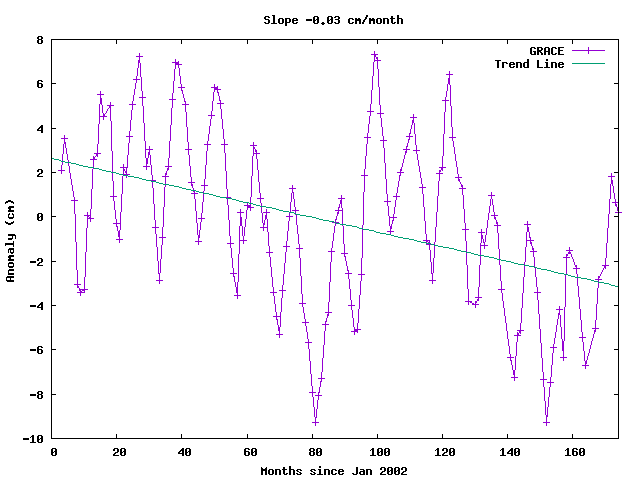 Slope -0.03 cm/month
8
GRACE
6
Trend Line
4
2
0
-2
-4
-6
-8
-10
Anomaly (cm)
0 20 40 60 80 100 120 140 160
Months since Jan 2002